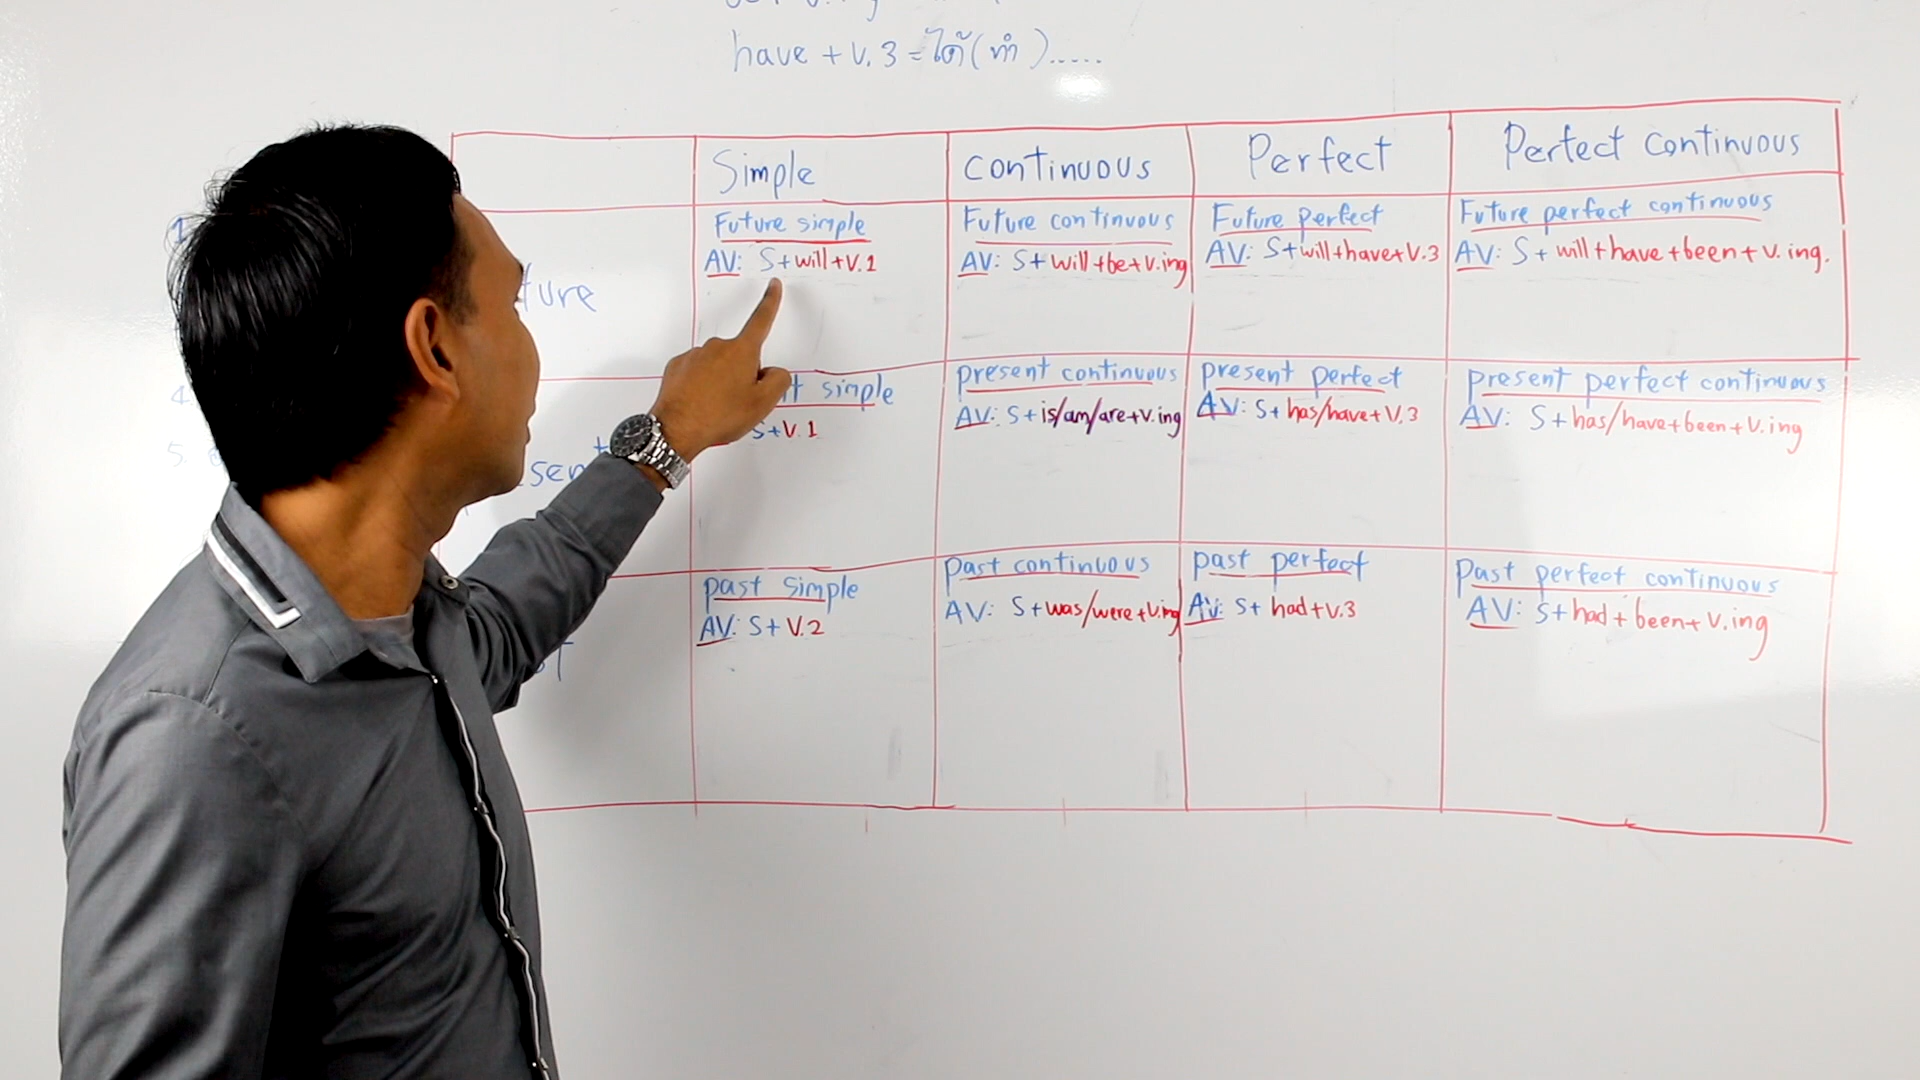 have + V.3 = ได้(ทำ).....
Simple
continuous
Perfect
Perfect continuous
ture
Future simple
AV: S+will+V.1
Future continuous
AV: S+will+be+V.ing
Future perfect
AV: S+will+have+V.3
Future perfect continuous
AV: S+will+have+been+V.ing.
4.
5.
sent
t simple
S+V.1
present continuous
AV: S+is/am/are+V.ing
present perfect
AV: S+has/have+V.3
present perfect continuous
AV: S+has/have+been+V.ing
st
past simple
AV: S+V.2
Past continuous
AV: S+was/were+V.ing
past perfect
AV: S+had+V.3
Past perfect continuous
AV: S+had+been+V.ing